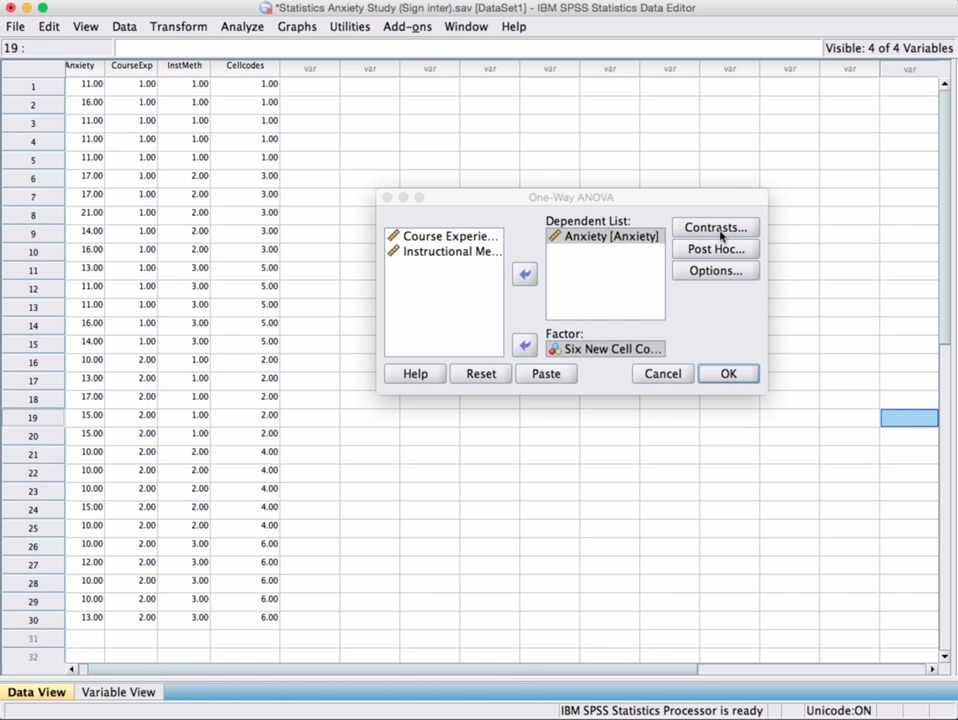 *Statistics Anxiety Study (Sign inter).sav [DataSet1] - IBM SPSS Statistics Data Editor
File Edit View Data Transform Analyze Graphs Utilities Add-ons Window Help
19 : Visible: 4 of 4 Variables
Anxiety CourseExp InstMeth Cellcodes var var var var var var var var var var var
1 11.00 1.00 1.00 1.00
2 16.00 1.00 1.00 1.00
3 11.00 1.00 1.00 1.00
4 11.00 1.00 1.00 1.00
5 11.00 1.00 1.00 1.00
6 17.00 1.00 2.00 3.00
7 17.00 1.00 2.00 3.00
8 21.00 1.00 2.00 3.00
9 14.00 1.00 2.00 3.00
10 16.00 1.00 2.00 3.00
11 13.00 1.00 3.00 5.00
12 11.00 1.00 3.00 5.00
13 11.00 1.00 3.00 5.00
14 16.00 1.00 3.00 5.00
15 14.00 1.00 3.00 5.00
16 10.00 2.00 1.00 2.00
17 13.00 2.00 1.00 2.00
18 17.00 2.00 1.00 2.00
19 15.00 2.00 1.00 2.00
20 15.00 2.00 1.00 2.00
21 10.00 2.00 2.00 4.00
22 10.00 2.00 2.00 4.00
23 10.00 2.00 2.00 4.00
24 15.00 2.00 2.00 4.00
25 10.00 2.00 2.00 4.00
26 10.00 2.00 3.00 6.00
27 12.00 2.00 3.00 6.00
28 10.00 2.00 3.00 6.00
29 10.00 2.00 3.00 6.00
30 13.00 2.00 3.00 6.00
31
32
One-Way ANOVA
Dependent List:
Course Experie...
Instructional Me...
Anxiety [Anxiety]
Contrasts...
Post Hoc...
Options...
Factor:
Six New Cell Co...
Help Reset Paste Cancel OK
Data View Variable View
IBM SPSS Statistics Processor is ready Unicode:ON